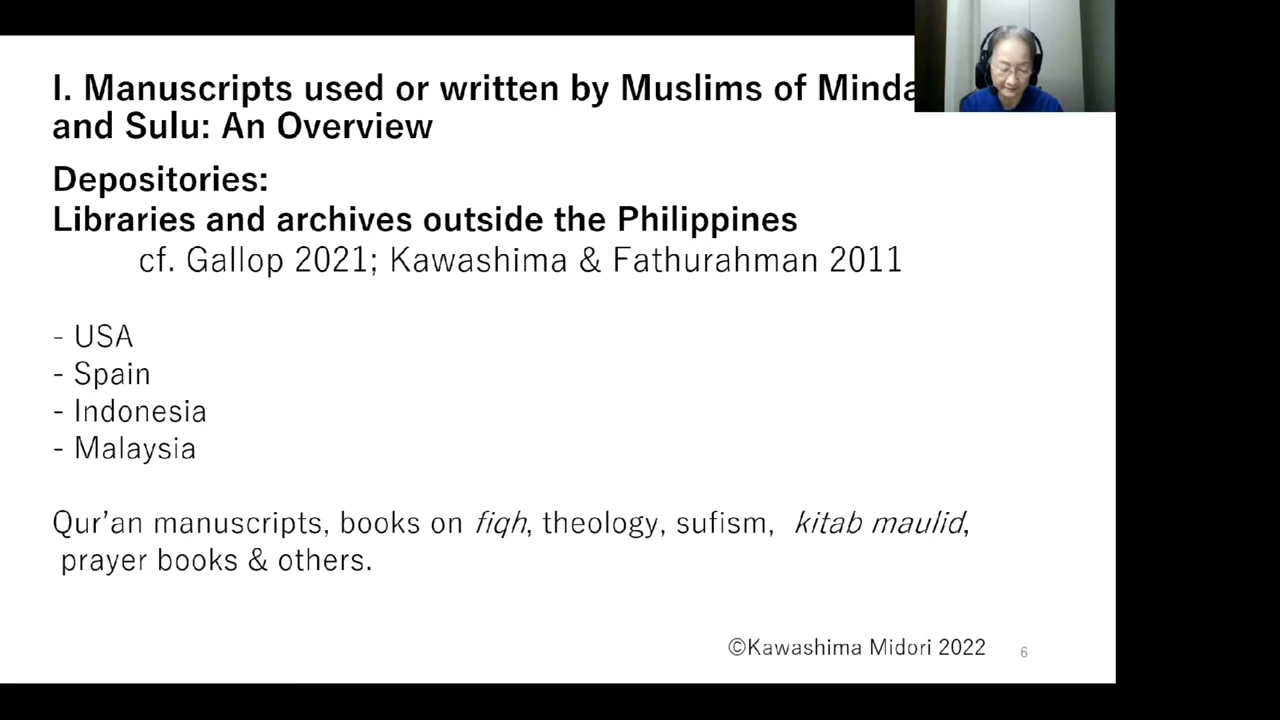 I. Manuscripts used or written by Muslims of Minda
and Sulu: An Overview
Depositories:
Libraries and archives outside the Philippines
cf. Gallop 2021; Kawashima & Fathurahman 2011
- USA
- Spain
- Indonesia
- Malaysia
Qur’an manuscripts, books on fiqh, theology, sufism, kitab maulid,
prayer books & others.
©Kawashima Midori 2022 6